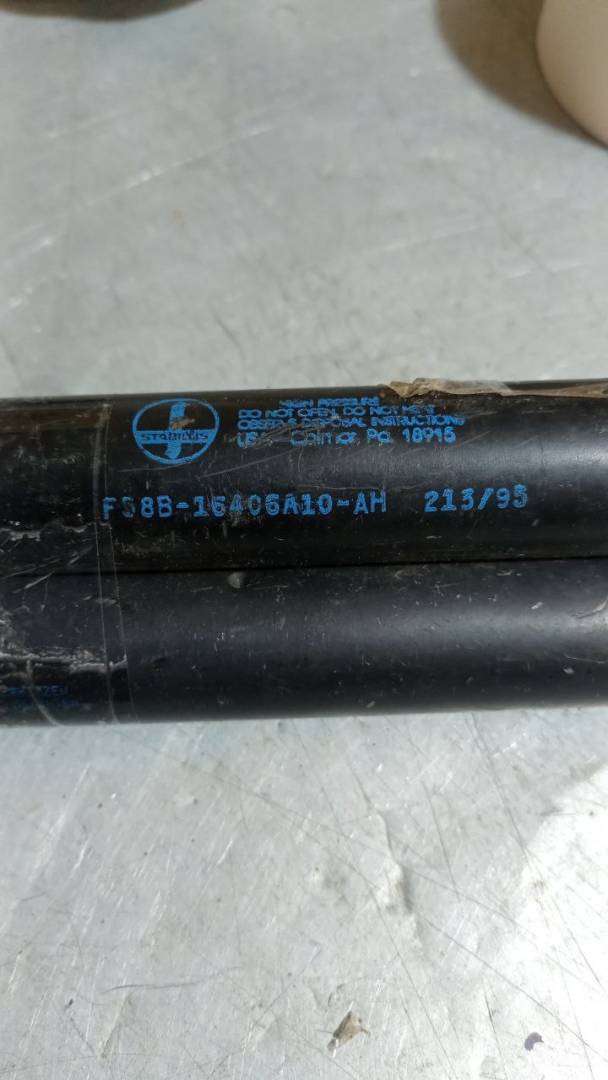 STABILUS
HIGH PRESSURE
DO NOT OPEN, DO NOT HEAT
OBSERVE DISPOSAL INSTRUCTIONS
USA Colmar, Pa. 18915
FS8B-16406A10-AH 213/95